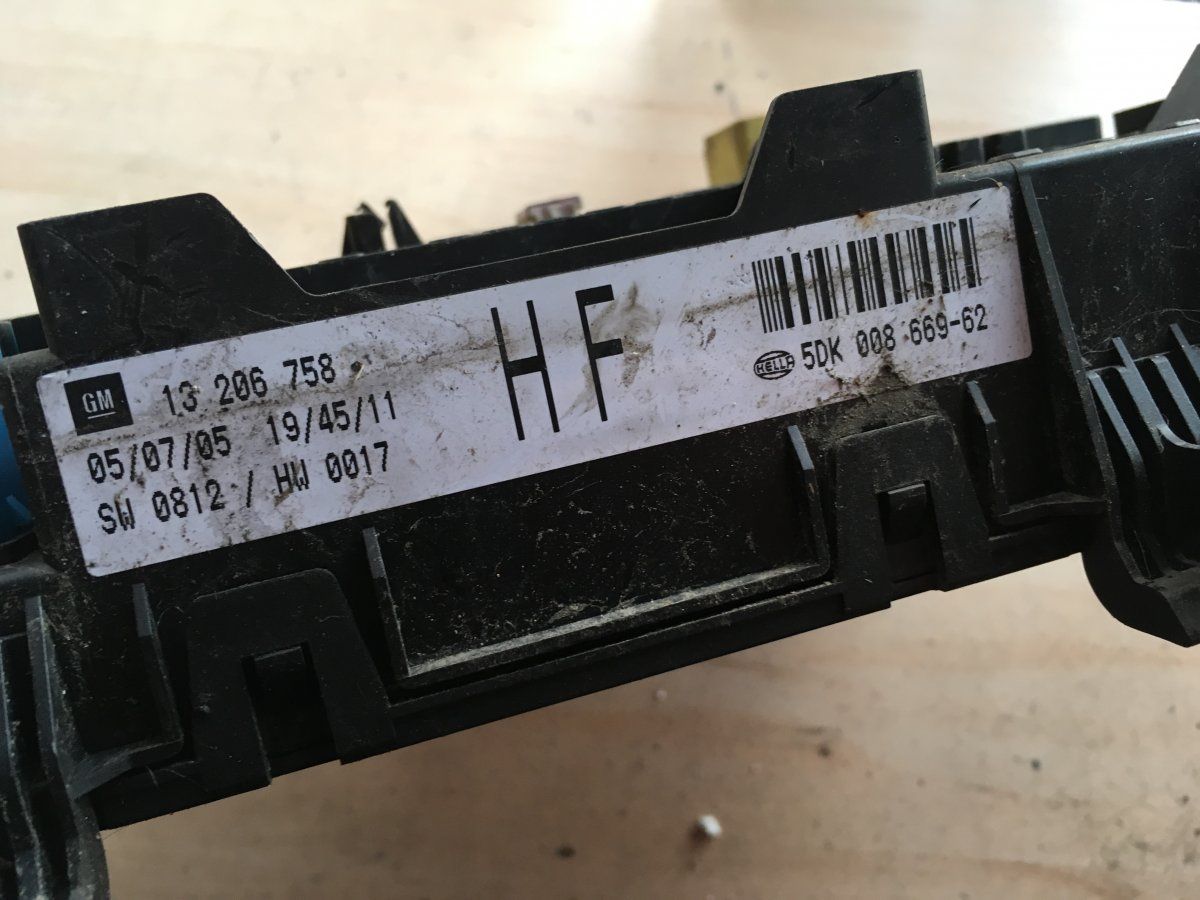 GM 13 206 758
05/07/05 19/45/11
SW 0812 / HW 0017
HF
HELLA 5DK 008 669-62